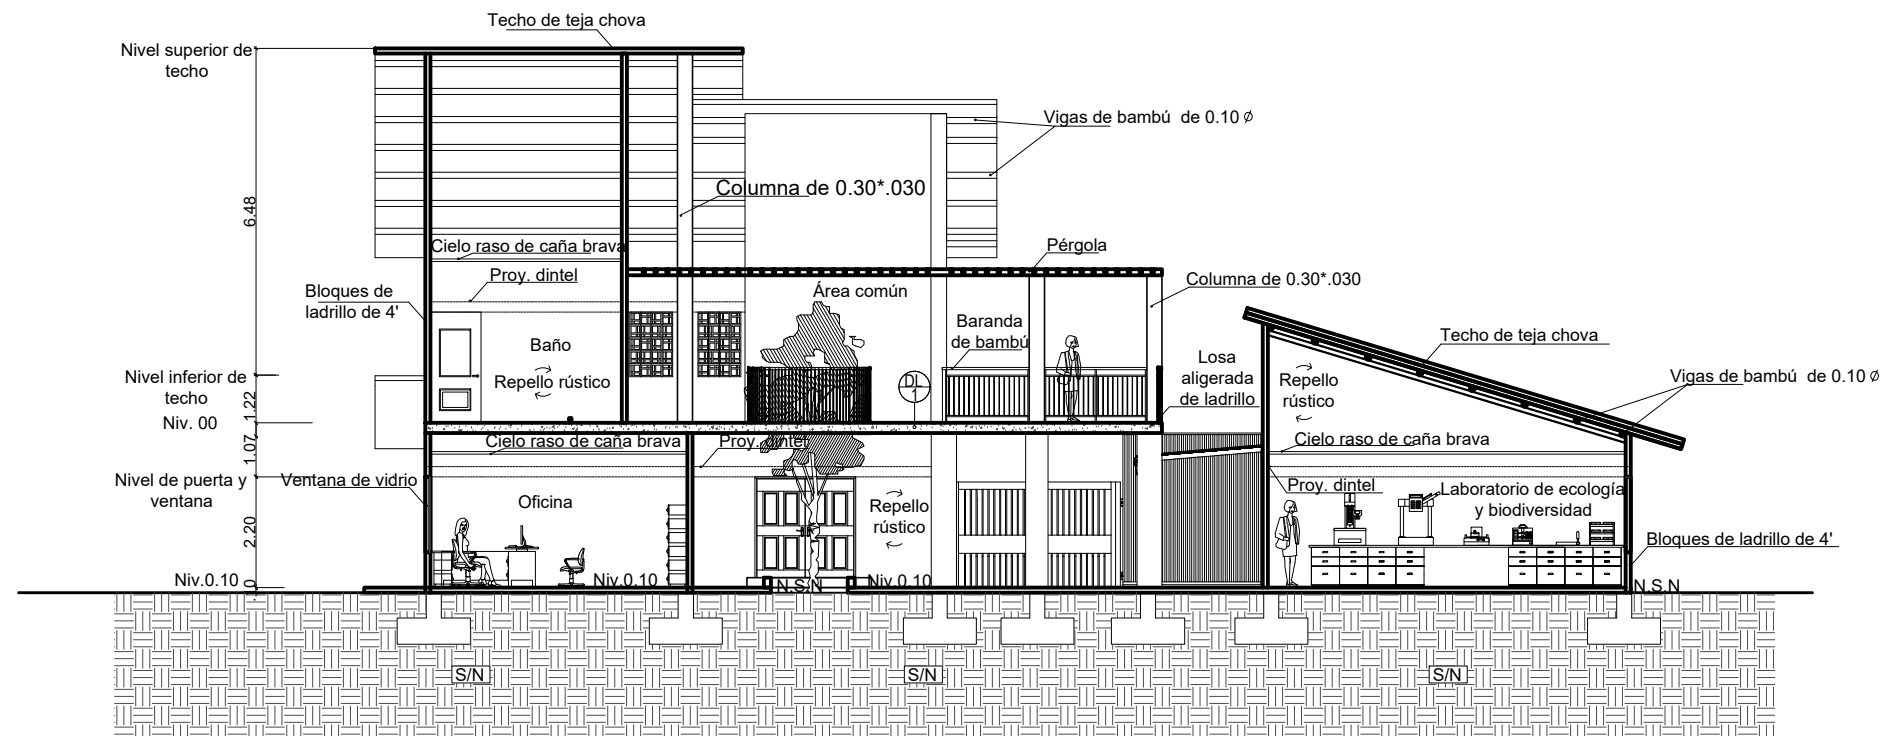 Techo de teja chova
Nivel superior de
techo
Vigas de bambú de 0.10 Ø
Columna de 0.30*.030
6.48
Cielo raso de caña brava
Pérgola
Proy. dintel
Columna de 0.30*.030
Bloques de
ladrillo de 4'
Área común
Baranda
de bambú
Techo de teja chova
Baño
Repello rústico
Losa
aligerada
de ladrillo
Nivel inferior de
techo
DL
1
Repello
rústico
Vigas de bambú de 0.10 Ø
1.22
Niv. 00
1.07
Cielo raso de caña brava
Proy. dintel
Cielo raso de caña brava
Nivel de puerta y
ventana
Ventana de vidrio
Oficina
Repello
rústico
Proy. dintel
Laboratorio de ecología
y biodiversidad
2.20
Bloques de ladrillo de 4'
Niv.0.10
Niv.0.10
N.S.N
Niv.0.10
N.S.N
S/N
S/N
S/N